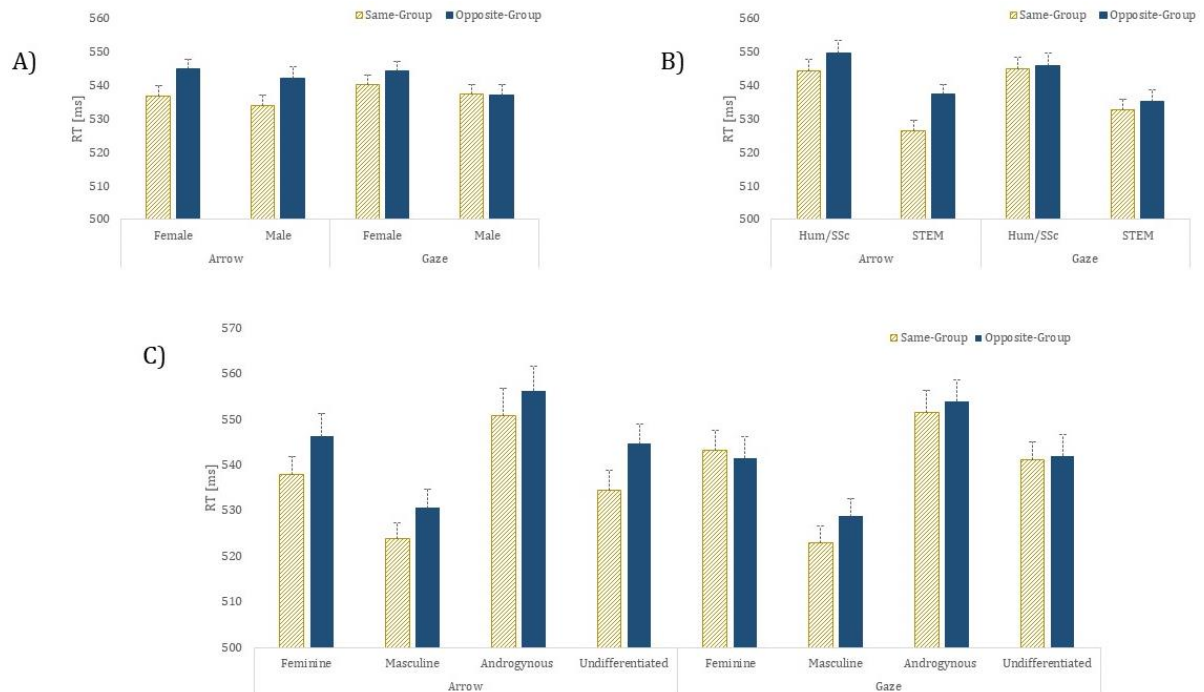 A)
Same-Group Opposite-Group
560
550
540
530
520
510
500
RT [ms]
Female Male Female Male
Arrow Gaze
B)
Same-Group Opposite-Group
560
550
540
530
520
510
500
RT [ms]
Hum/SSc STEM Hum/SSc STEM
Arrow Gaze
C)
Same-Group Opposite-Group
570
560
550
540
530
520
510
500
RT [ms]
Feminine Masculine Androgynous Undifferentiated Feminine Masculine Androgynous Undifferentiated
Arrow Gaze